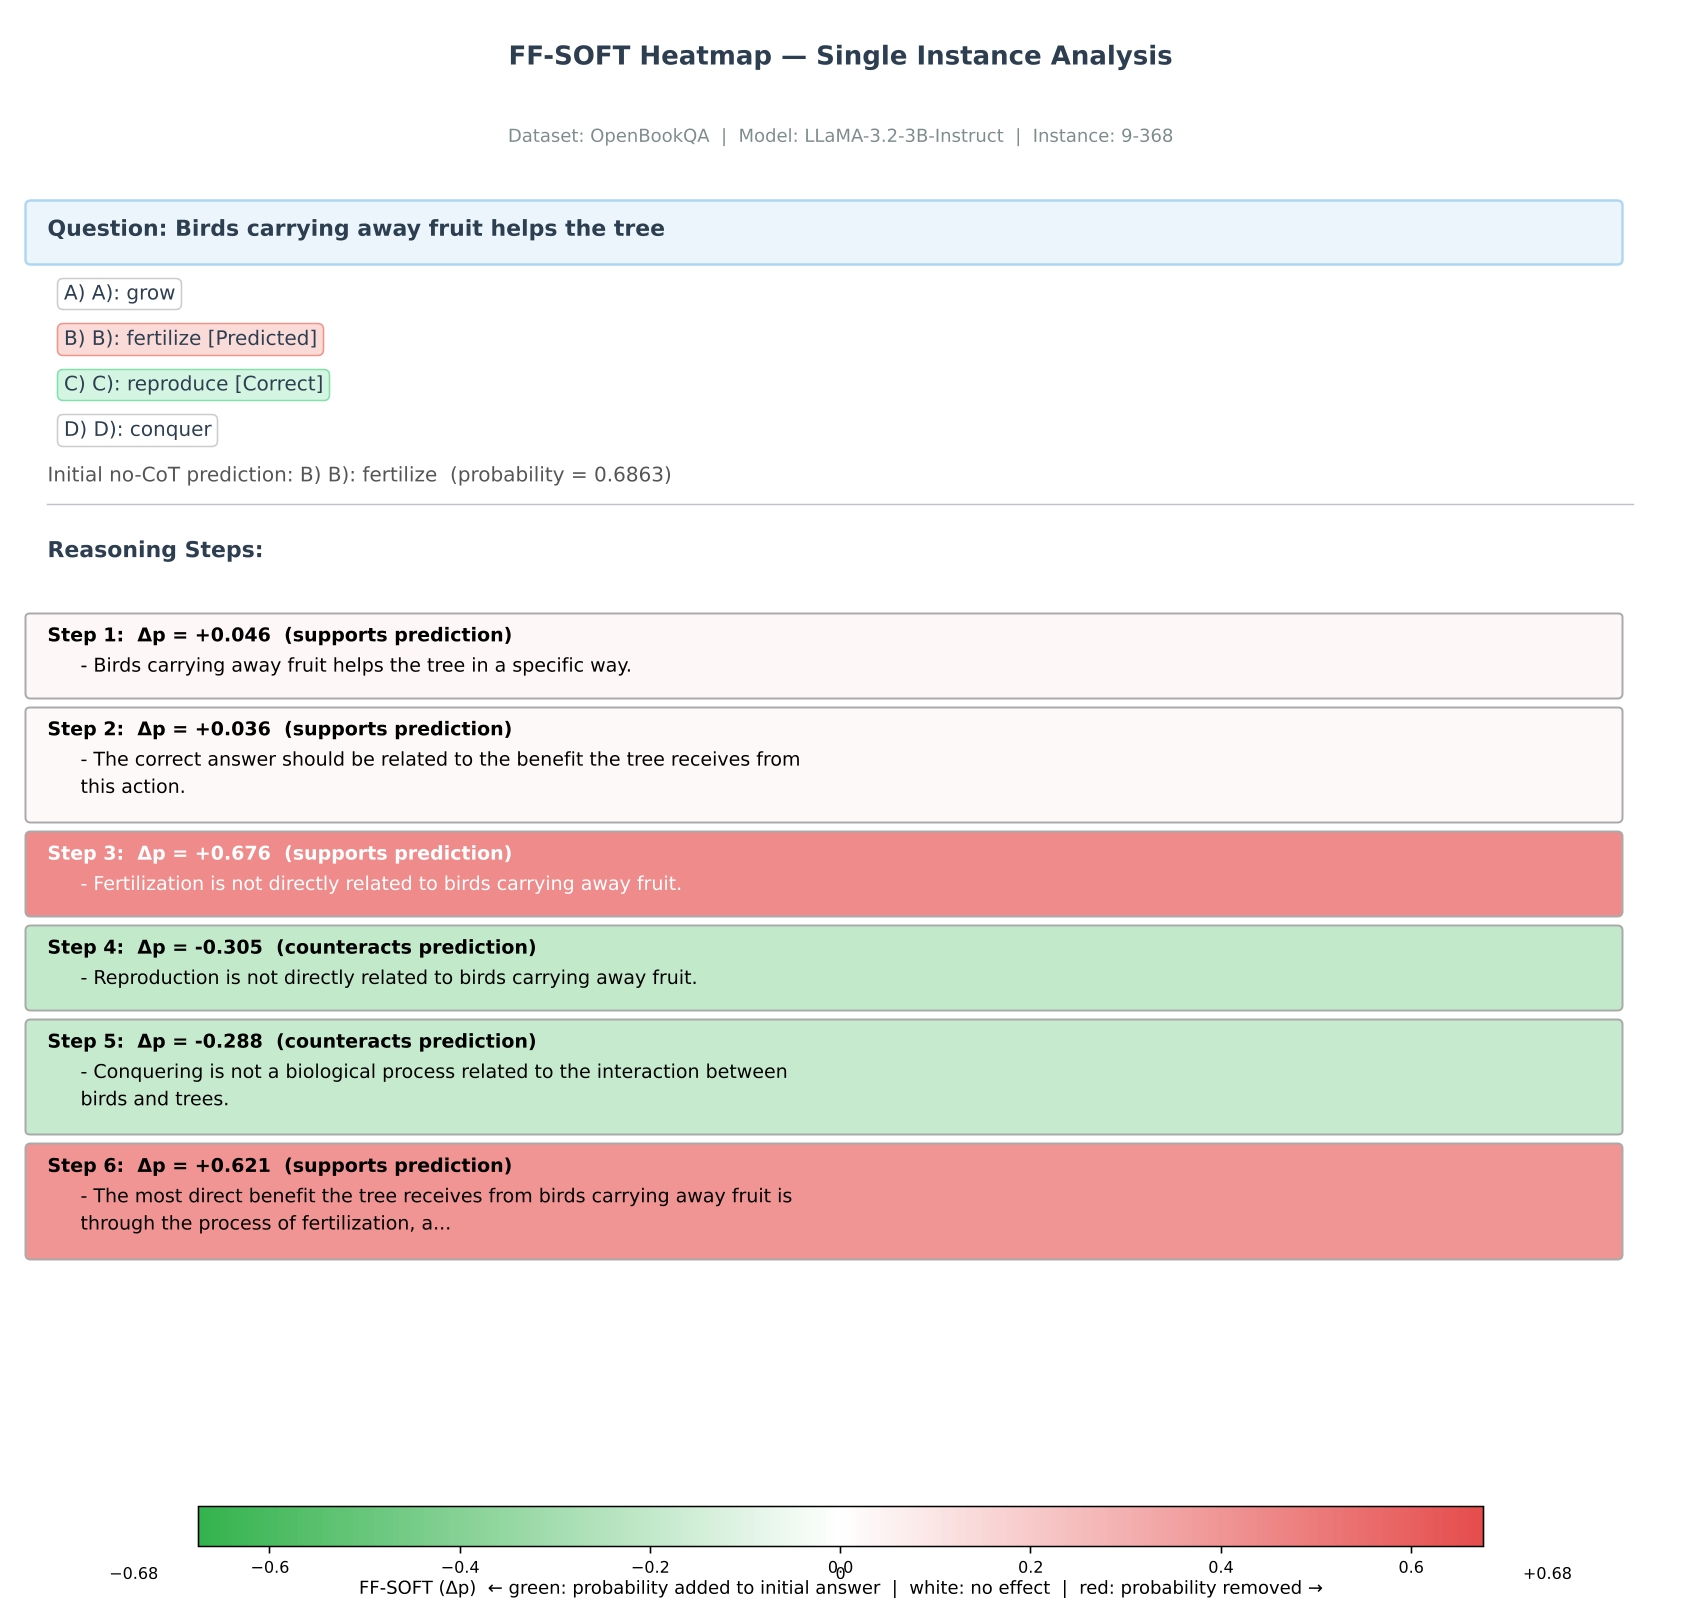 FF-SOFT Heatmap — Single Instance Analysis
Dataset: OpenBookQA | Model: LLaMA-3.2-3B-Instruct | Instance: 9-368
Question: Birds carrying away fruit helps the tree
A) A): grow
B) B): fertilize [Predicted]
C) C): reproduce [Correct]
D) D): conquer
Initial no-CoT prediction: B) B): fertilize (probability = 0.6863)
Reasoning Steps:
Step 1: Δp = +0.046 (supports prediction)
- Birds carrying away fruit helps the tree in a specific way.
Step 2: Δp = +0.036 (supports prediction)
- The correct answer should be related to the benefit the tree receives from
this action.
Step 3: Δp = +0.676 (supports prediction)
- Fertilization is not directly related to birds carrying away fruit.
Step 4: Δp = -0.305 (counteracts prediction)
- Reproduction is not directly related to birds carrying away fruit.
Step 5: Δp = -0.288 (counteracts prediction)
- Conquering is not a biological process related to the interaction between
birds and trees.
Step 6: Δp = +0.621 (supports prediction)
- The most direct benefit the tree receives from birds carrying away fruit is
through the process of fertilization, a...
−0.6 −0.4 −0.2 0.0 0.2 0.4 0.6
−0.68 0 +0.68
FF-SOFT (Δp) ← green: probability added to initial answer | white: no effect | red: probability removed →